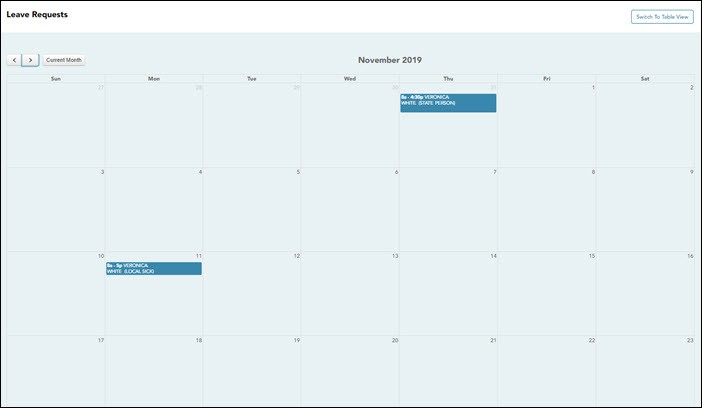 Leave Requests
Switch To Table View
Current Month
November 2019
Sun Mon Tue Wed Thu Fri Sat
27 28 29 30 31 1 2
8a - 4:30p VERONICA
WHITE (STATE PERSON)
3 4 5 6 7 8 9
10 11 12 13 14 15 16
8a - 5p VERONICA
WHITE (LOCAL SICK)
17 18 19 20 21 22 23